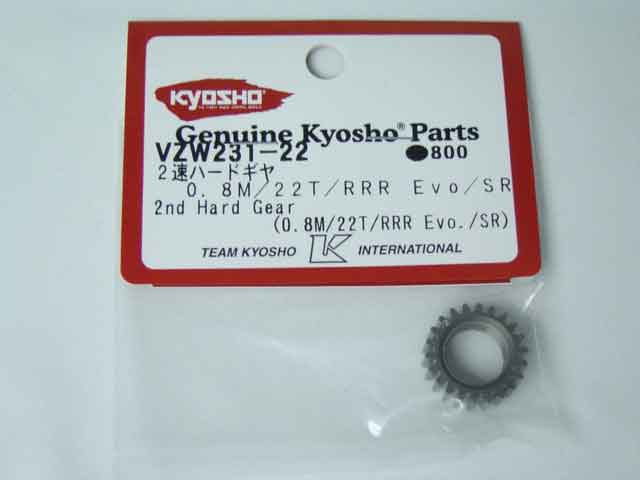 KYOSHO
Genuine Kyosho® Parts
VZW231-22 ●800
2速ハードギヤ
0.8M/22T/RRR Evo/SR
2nd Hard Gear
(0.8M/22T/RRR Evo./SR)
TEAM KYOSHO K INTERNATIONAL